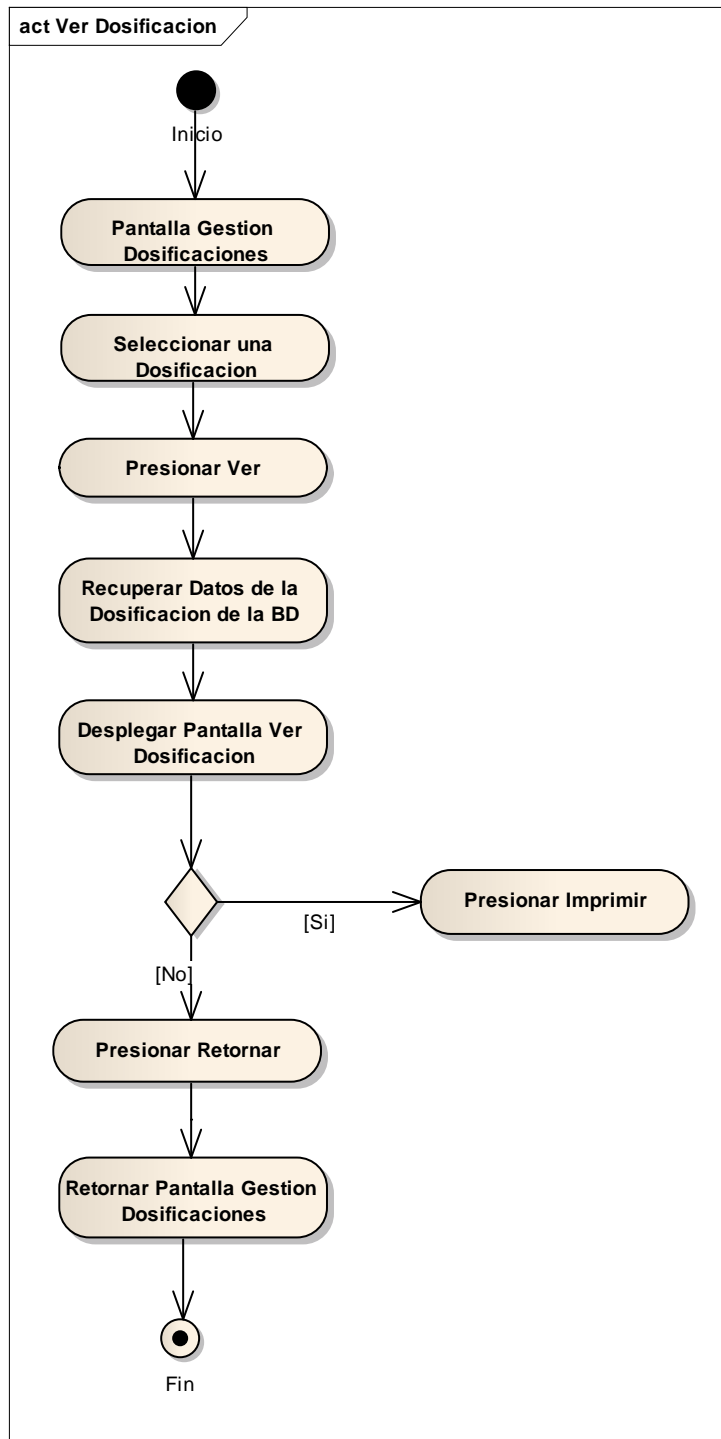 act Ver Dosificacion
Inicio
Pantalla Gestion
Dosificaciones
Seleccionar una
Dosificacion
Presionar Ver
Recuperar Datos de la
Dosificacion de la BD
Desplegar Pantalla Ver
Dosificacion
Presionar Imprimir
[Si]
[No]
Presionar Retornar
Retornar Pantalla Gestion
Dosificaciones
Fin